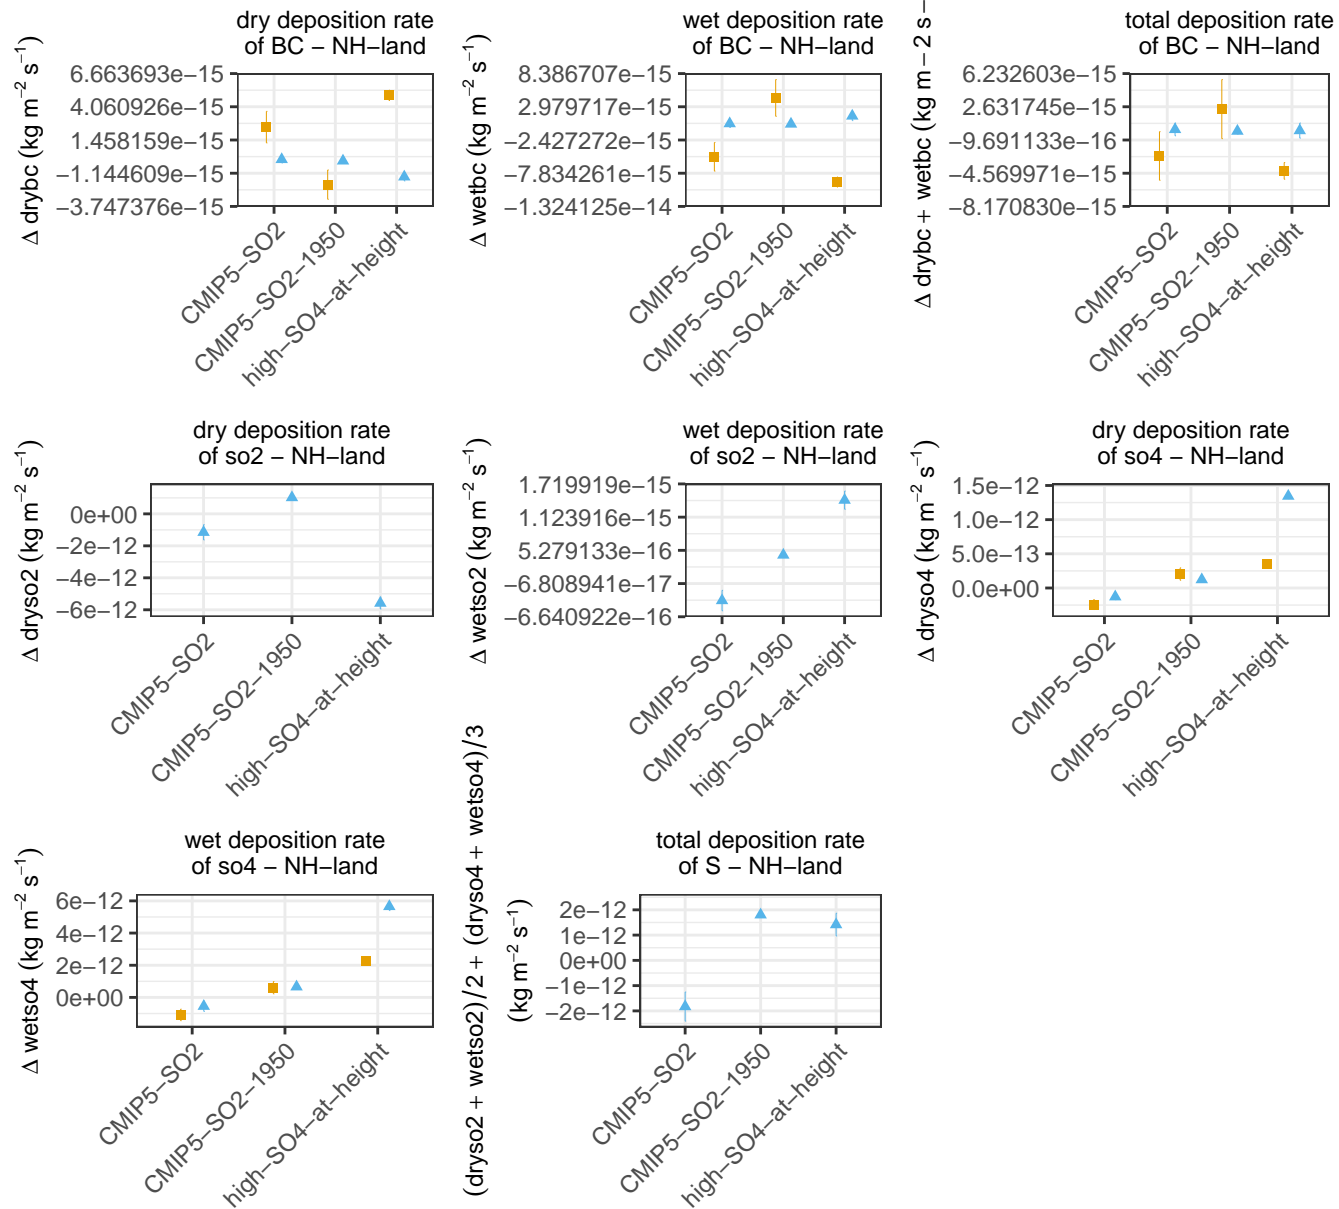 dry deposition rate
of BC − NH−land
Δ drybc (kg m−2 s−1)
6.663693e−15
4.060926e−15
1.458159e−15
−1.144609e−15
−3.747376e−15
CMIP5−SO2
CMIP5−SO2−1950
high−SO4−at−height
wet deposition rate
of BC − NH−land
Δ wetbc (kg m−2 s−1)
8.386707e−15
2.979717e−15
−2.427272e−15
−7.834261e−15
−1.324125e−14
CMIP5−SO2
CMIP5−SO2−1950
high−SO4−at−height
total deposition rate
of BC − NH−land
Δ drybc + wetbc (kg m−2 s−
6.232603e−15
2.631745e−15
−9.691133e−16
−4.569971e−15
−8.170830e−15
CMIP5−SO2
CMIP5−SO2−1950
high−SO4−at−height
dry deposition rate
of so2 − NH−land
Δ dryso2 (kg m−2 s−1)
0e+00
−2e−12
−4e−12
−6e−12
CMIP5−SO2
CMIP5−SO2−1950
high−SO4−at−height
wet deposition rate
of so2 − NH−land
Δ wetso2 (kg m−2 s−1)
1.719919e−15
1.123916e−15
5.279133e−16
−6.808941e−17
−6.640922e−16
CMIP5−SO2
CMIP5−SO2−1950
high−SO4−at−height
dry deposition rate
of so4 − NH−land
Δ dryso4 (kg m−2 s−1)
1.5e−12
1.0e−12
5.0e−13
0.0e+00
CMIP5−SO2
CMIP5−SO2−1950
high−SO4−at−height
wet deposition rate
of so4 − NH−land
Δ wetso4 (kg m−2 s−1)
6e−12
4e−12
2e−12
0e+00
CMIP5−SO2
CMIP5−SO2−1950
high−SO4−at−height
total deposition rate
of S − NH−land
(dryso2 + wetso2)/2 + (dryso4 + wetso4)/3
(kg m−2 s−1)
2e−12
1e−12
0e+00
−1e−12
−2e−12
CMIP5−SO2
CMIP5−SO2−1950
high−SO4−at−height